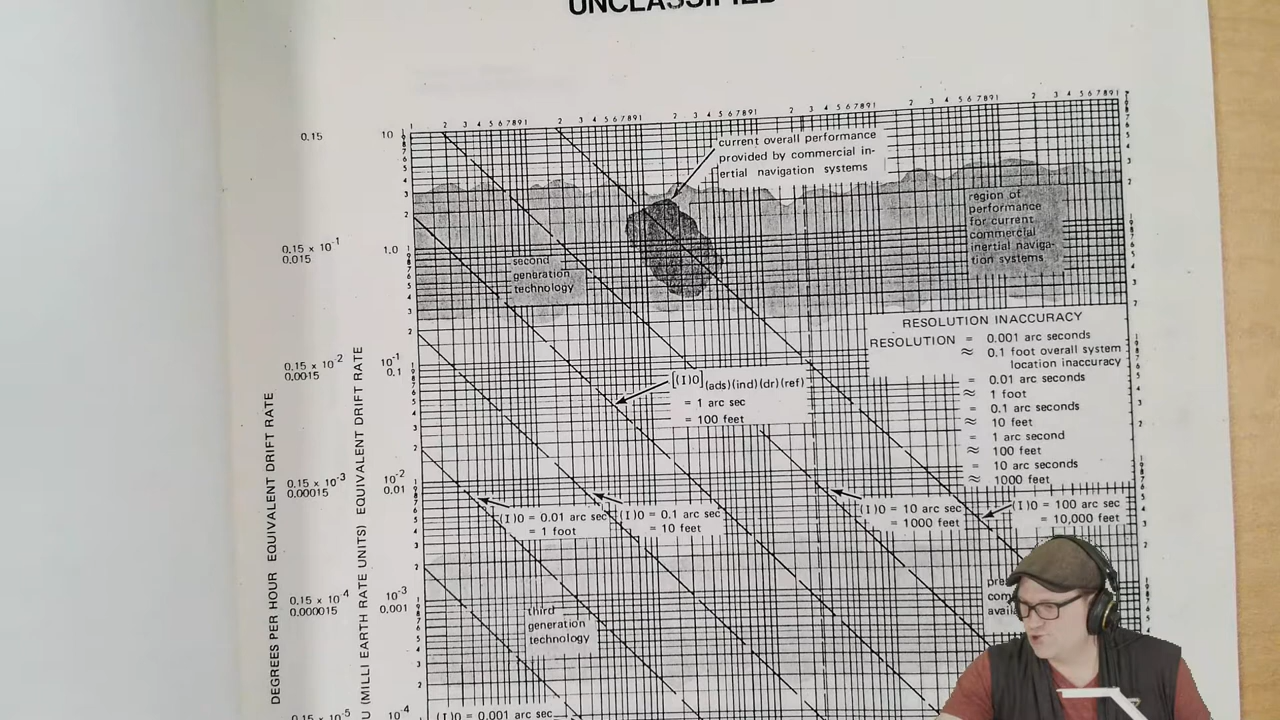 UNCLASSIFIED
current overall performance
provided by commercial in-
ertial navigation systems
0.15
10
region of
performance
for current
commercial
inertial naviga-
tion systems
0.15 x 10-1
0.015
1.0
second
generation
technology
RESOLUTION INACCURACY
RESOLUTION = 0.001 arc seconds
≈ 0.1 foot overall system
location inaccuracy
= 0.01 arc seconds
≈ 1 foot
= 0.1 arc seconds
≈ 10 feet
= 1 arc second
≈ 100 feet
= 10 arc seconds
≈ 1000 feet
0.15 x 10-2
0.0015
10-1
0.1
[(I)0](ads)(ind)(dr)(ref)
= 1 arc sec
= 100 feet
0.15 x 10-3
0.00015
10-2
0.01
(I)0 = 0.01 arc sec
= 1 foot
(I)0 = 0.1 arc sec
= 10 feet
(I)0 = 10 arc sec
= 1000 feet
(I)0 = 100 arc sec
= 10,000 feet
0.15 x 10-4
0.000015
10-3
0.001
third
generation
technology
0.15 x 10-5
10-4
(I)0 = 0.001 arc sec
DEGREES PER HOUR EQUIVALENT DRIFT RATE
(MILLI EARTH RATE UNITS) EQUIVALENT DRIFT RATE